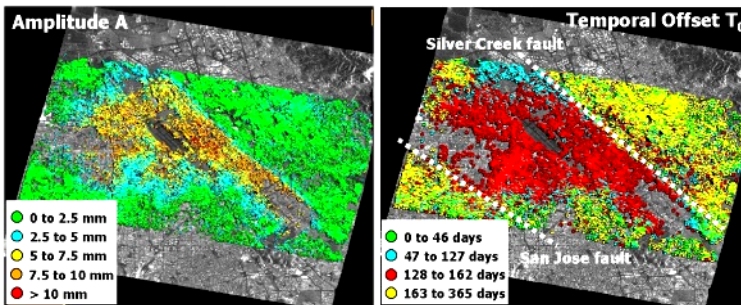 Amplitude A
0 to 2.5 mm
2.5 to 5 mm
5 to 7.5 mm
7.5 to 10 mm
> 10 mm
Temporal Offset T₀
Silver Creek fault
San Jose fault
0 to 46 days
47 to 127 days
128 to 162 days
163 to 365 days